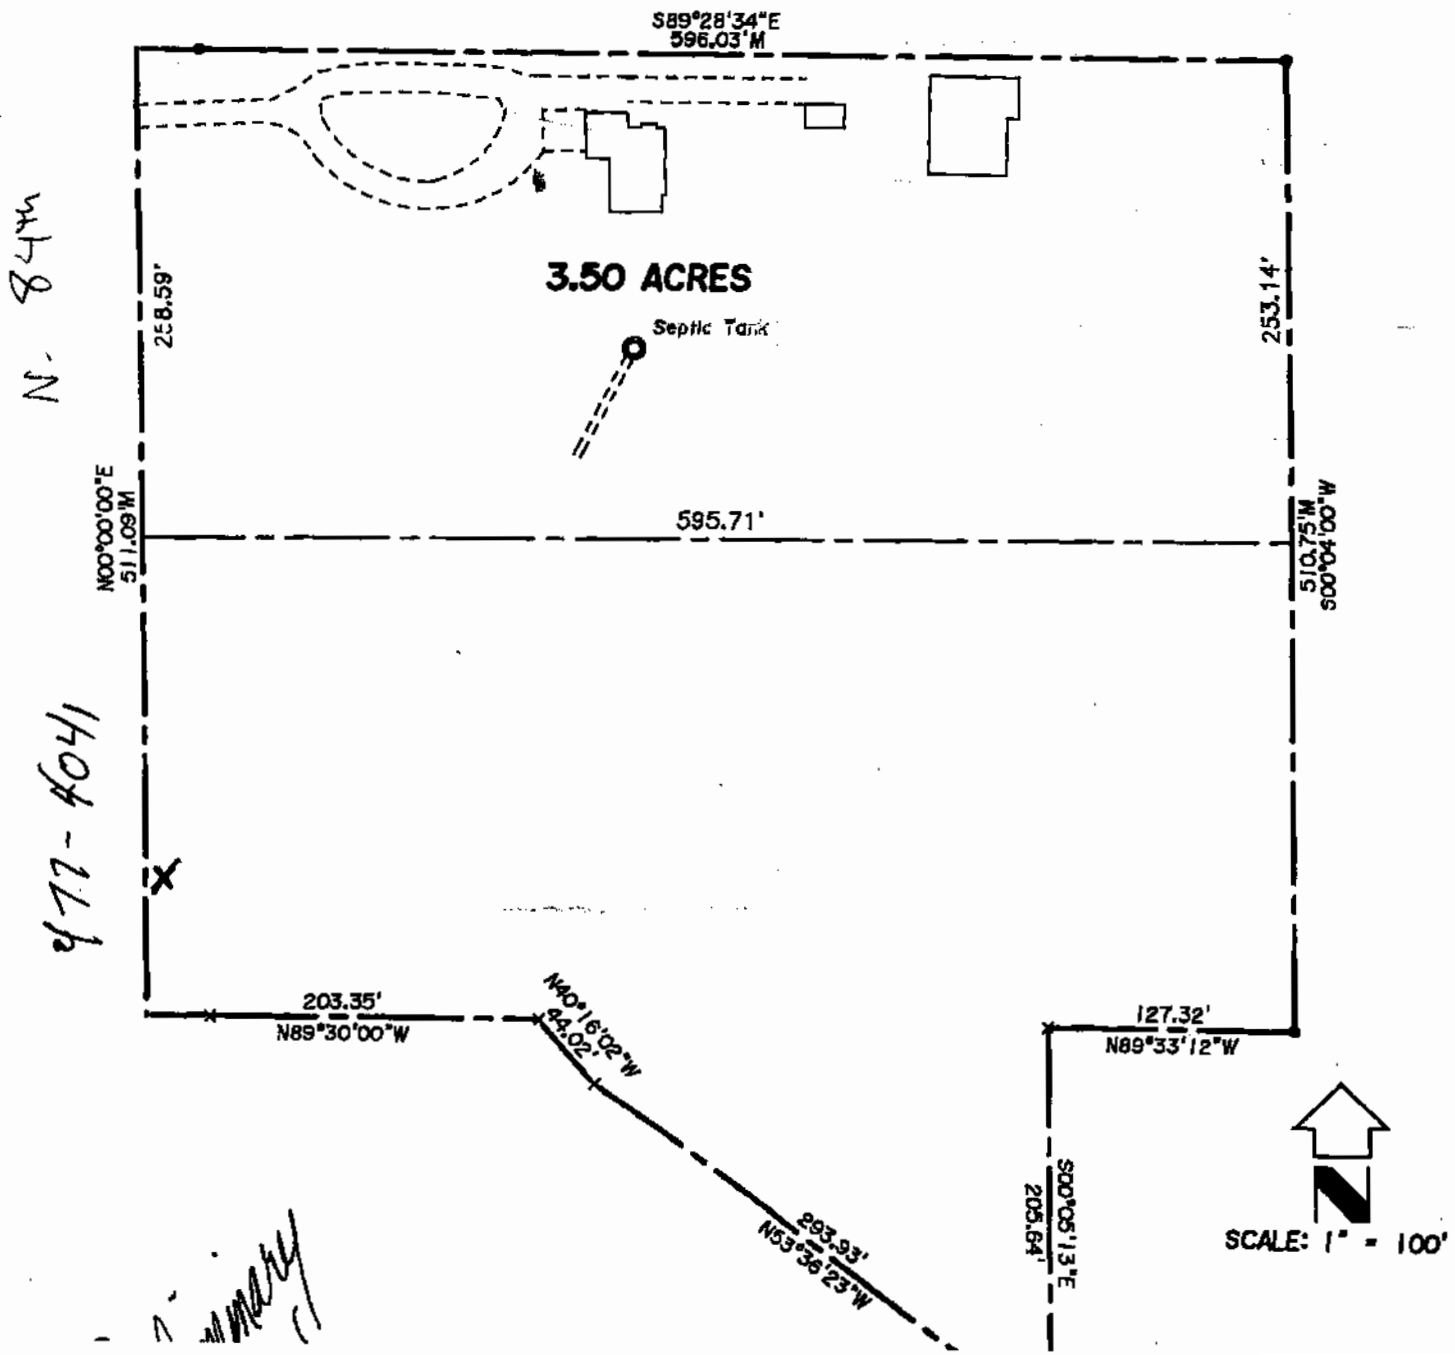 S89°28'34"E
596.03'M
N. 84th
258.59'
3.50 ACRES
253.14'
Septic Tank
N00°00'00"E
511.09'M
595.71'
510.75'M
S00°04'00"W
477-4041
X
203.35'
N89°30'00"W
N40°16'02"W
44.02'
127.32'
N89°33'12"W
293.93'
N53°36'23"W
S00°05'13"E
205.64'
N
SCALE: 1" = 100'